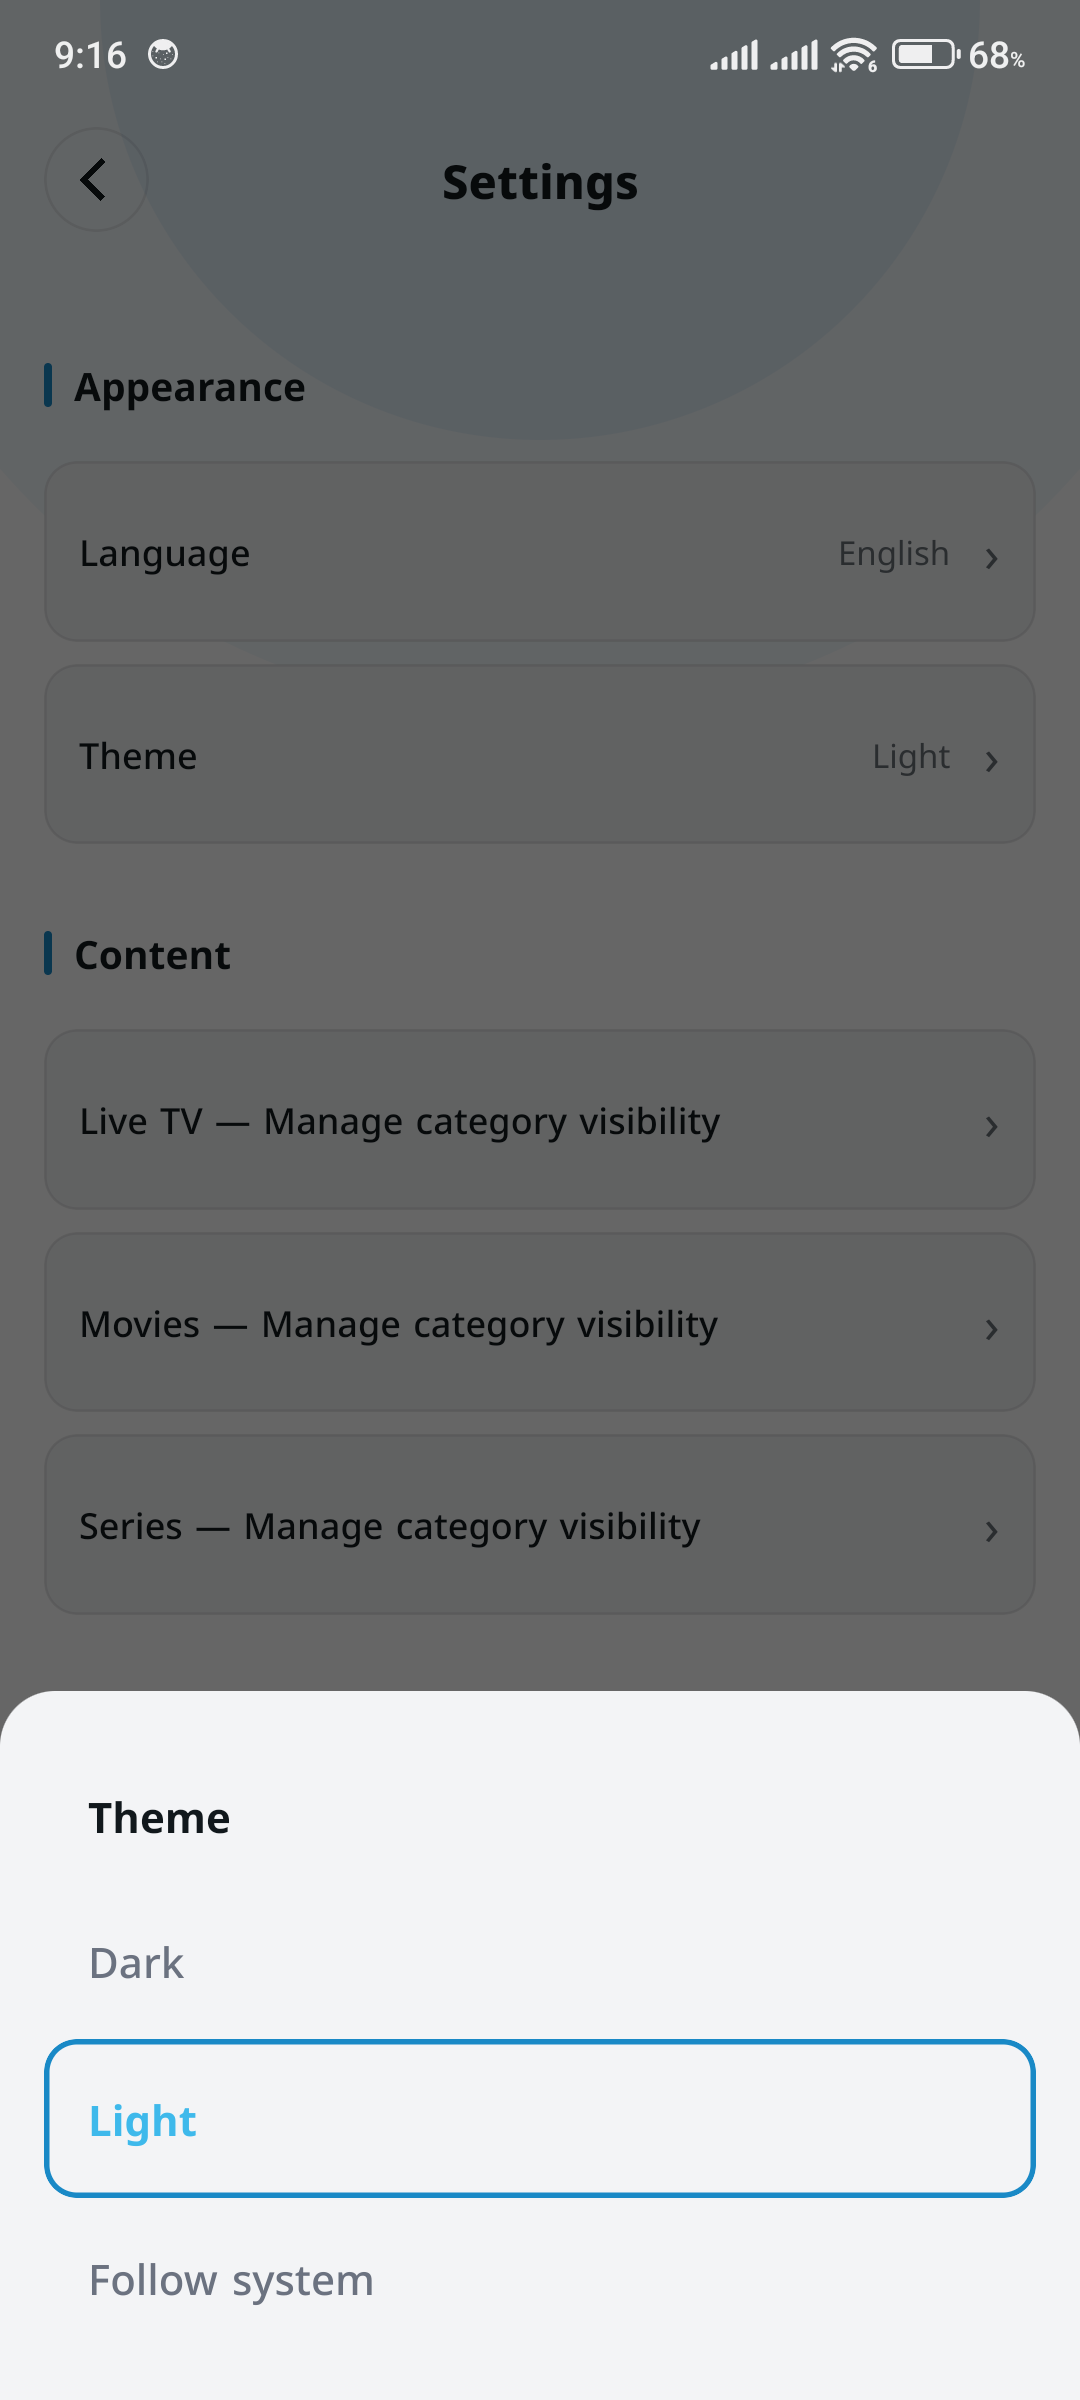 9:16 68%
Settings
Appearance
Language English
Theme Light
Content
Live TV — Manage category visibility
Movies — Manage category visibility
Series — Manage category visibility
Theme
Dark
Light
Follow system